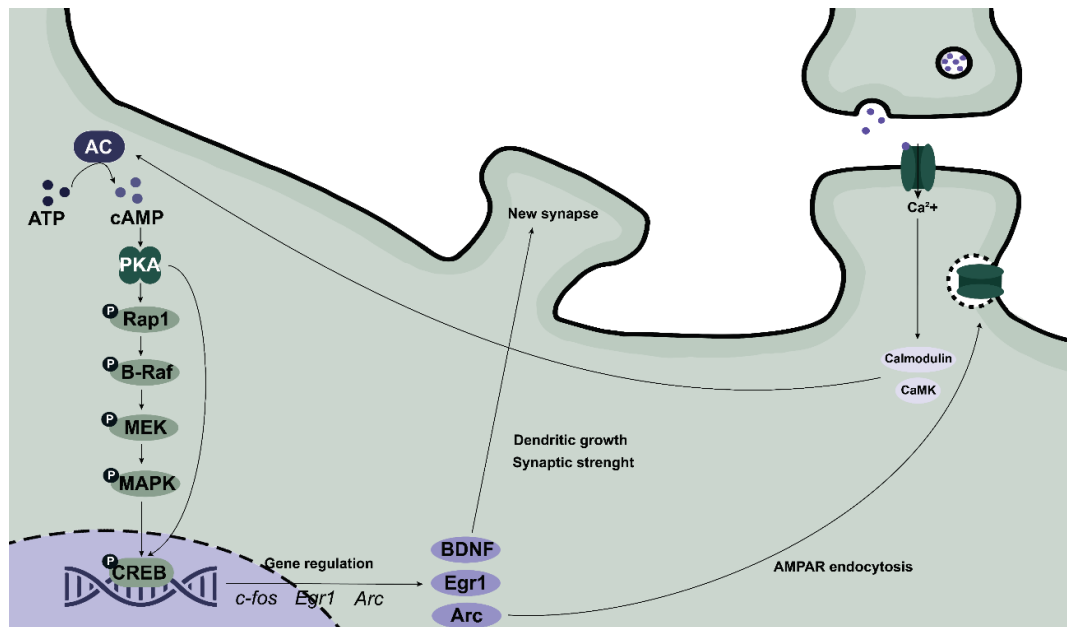 AC
ATP
cAMP
PKA
P
Rap1
P
B-Raf
P
MEK
P
MAPK
P
CREB
Gene regulation
c-fos Egr1 Arc
BDNF
Egr1
Arc
New synapse
Dendritic growth
Synaptic strenght
AMPAR endocytosis
Ca²+
Calmodulin
CaMK